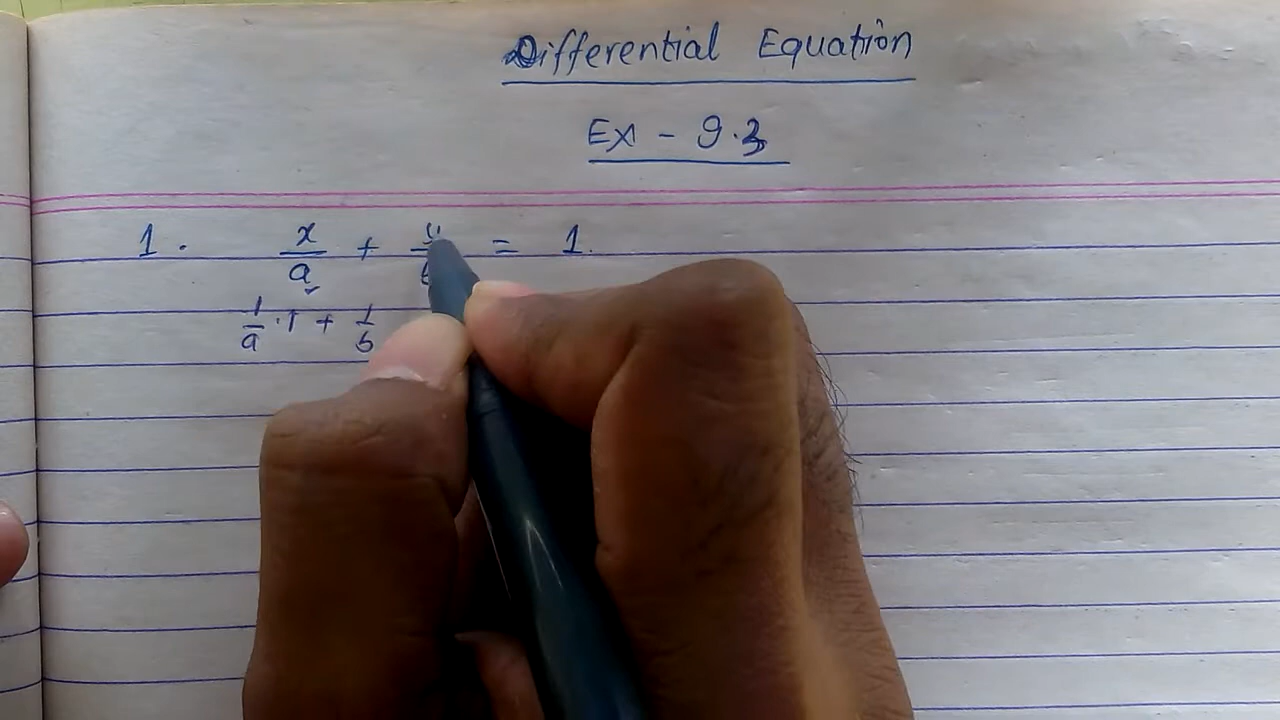 Differential Equation
Ex - 9.3
1. x/a + y/b = 1.
1/a · 1 + 1/b